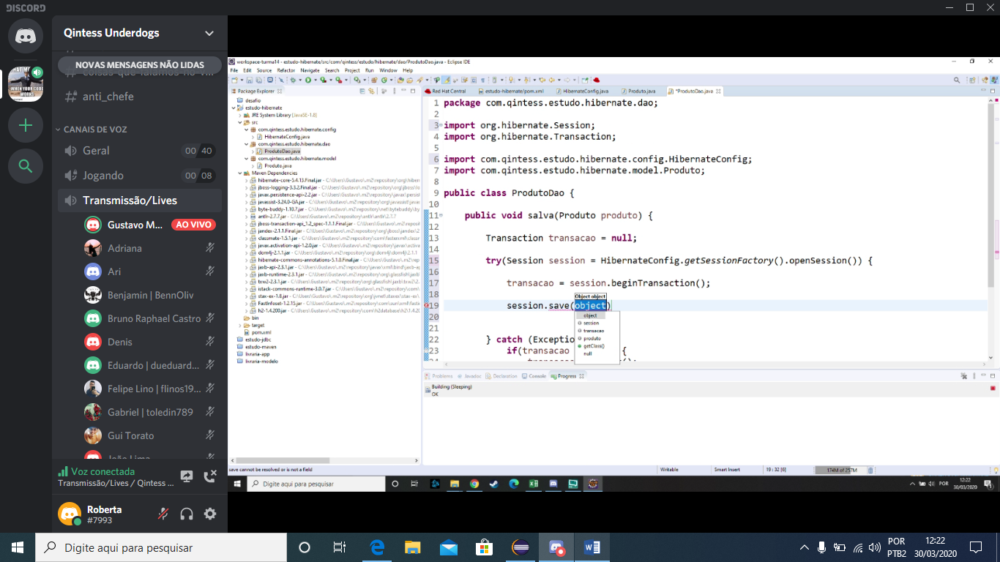 DISCORD
Qintess Underdogs
NOVAS MENSAGENS NÃO LIDAS
anti_chefe
CANAIS DE VOZ
Geral 00 40
Jogando 00 08
Transmissão/Lives
Gustavo M... AO VIVO
Adriana
Ari
Benjamin | BennOliv
Bruno Raphael Castro
Denis
Eduardo | dueduard...
Felipe Lino | flinos19...
Gabriel | toledin789
Gui Torato
João Lima
Voz conectada
Transmissão/Lives / Qintess ...
Roberta
#7993
workspace-turma14 - estudo-hibernate/src/com/qintess/estudo/hibernate/dao/ProdutoDao.java - Eclipse IDE
File Edit Source Refactor Navigate Search Project Run Window Help
Package Explorer
desafio
estudo-hibernate
JRE System Library [JavaSE-1.8]
src
com.qintess.estudo.hibernate.config
HibernateConfig.java
com.qintess.estudo.hibernate.dao
ProdutoDao.java
com.qintess.estudo.hibernate.model
Produto.java
Maven Dependencies
hibernate-core-5.4.13.Final.jar - C:\Users\Gustavo\.m2\repository\org\hiber
jboss-logging-3.3.2.Final.jar - C:\Users\Gustavo\.m2\repository\org\jboss\l
javax.persistence-api-2.2.jar - C:\Users\Gustavo\.m2\repository\javax\persi
javassist-3.24.0-GA.jar - C:\Users\Gustavo\.m2\repository\org\javassist\jav
byte-buddy-1.10.7.jar - C:\Users\Gustavo\.m2\repository\net\bytebuddy\by
antlr-2.7.7.jar - C:\Users\Gustavo\.m2\repository\antlr\antlr\2.7.7
jboss-transaction-api_1.2_spec-1.1.1.Final.jar - C:\Users\Gustavo\.m2\reposi
jandex-2.1.1.Final.jar - C:\Users\Gustavo\.m2\repository\org\jboss\jandex\2
classmate-1.5.1.jar - C:\Users\Gustavo\.m2\repository\com\fasterxml\classr
javax.activation-api-1.2.0.jar - C:\Users\Gustavo\.m2\repository\javax\activa
dom4j-2.1.1.jar - C:\Users\Gustavo\.m2\repository\org\dom4j\dom4j\2.1.1
hibernate-commons-annotations-5.1.0.Final.jar - C:\Users\Gustavo\.m2\rep
jaxb-api-2.3.1.jar - C:\Users\Gustavo\.m2\repository\javax\xml\bind\jaxb-ap
jaxb-runtime-2.3.1.jar - C:\Users\Gustavo\.m2\repository\org\glassfish\jaxb
txw2-2.3.1.jar - C:\Users\Gustavo\.m2\repository\org\glassfish\jaxb\txw2\2.
istack-commons-runtime-3.0.7.jar - C:\Users\Gustavo\.m2\repository\com\s
stax-ex-1.8.jar - C:\Users\Gustavo\.m2\repository\org\jvnet\staxex\stax-ex\
FastInfoset-1.2.15.jar - C:\Users\Gustavo\.m2\repository\com\sun\xml\fastin
h2-1.4.200.jar - C:\Users\Gustavo\.m2\repository\com\h2database\h2\1.4.20
bin
target
pom.xml
estudo-jdbc
estudo-maven
livraria-app
livraria-modelo
Red Hat Central estudo-hibernate/pom.xml HibernateConfig.java Produto.java *ProdutoDao.java
1 package com.qintess.estudo.hibernate.dao;
2
3 import org.hibernate.Session;
4 import org.hibernate.Transaction;
5
6 import com.qintess.estudo.hibernate.config.HibernateConfig;
7 import com.qintess.estudo.hibernate.model.Produto;
8
9 public class ProdutoDao {
10
11 public void salva(Produto produto) {
12
13 Transaction transacao = null;
14
15 try(Session session = HibernateConfig.getSessionFactory().openSession()) {
16
17 transacao = session.beginTransaction();
18
Object object
19 session.save(object)
20
21
22 } catch (Exception
23 if(transacao {
24
object
session
transacao
produto
getClass()
null
Problems Javadoc Declaration Console Progress
Building (Sleeping)
OK
save cannot be resolved or is not a field
Writable Smart Insert 19 : 32 [6] 174M of 257M
Digite aqui para pesquisar
POR
12:22
30/03/2020
Digite aqui para pesquisar
POR
PTB2
12:22
30/03/2020